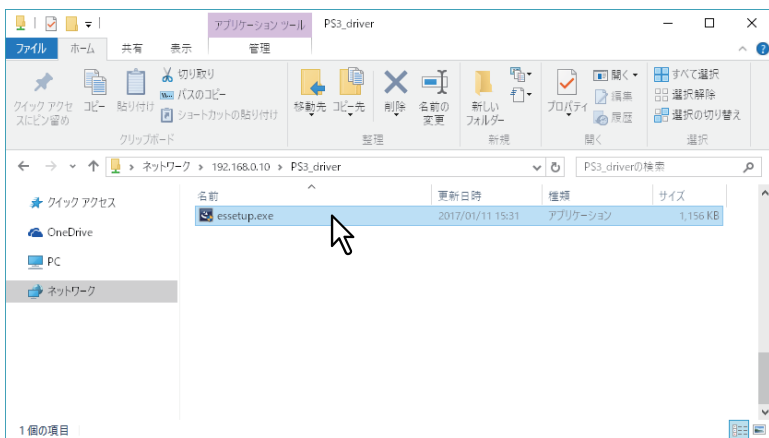 アプリケーション ツール
PS3_driver
ファイル
ホーム
共有
表示
管理
クイック アクセスにピン留め
コピー
貼り付け
切り取り
パスのコピー
ショートカットの貼り付け
クリップボード
移動先
コピー先
削除
名前の変更
整理
新しいフォルダー
新規
プロパティ
開く
編集
履歴
開く
すべて選択
選択解除
選択の切り替え
選択
ネットワーク › 192.168.0.10 › PS3_driver
PS3_driverの検索
名前
更新日時
種類
サイズ
essetup.exe
2017/01/11 15:31
アプリケーション
1,156 KB
クイック アクセス
OneDrive
PC
ネットワーク
1 個の項目